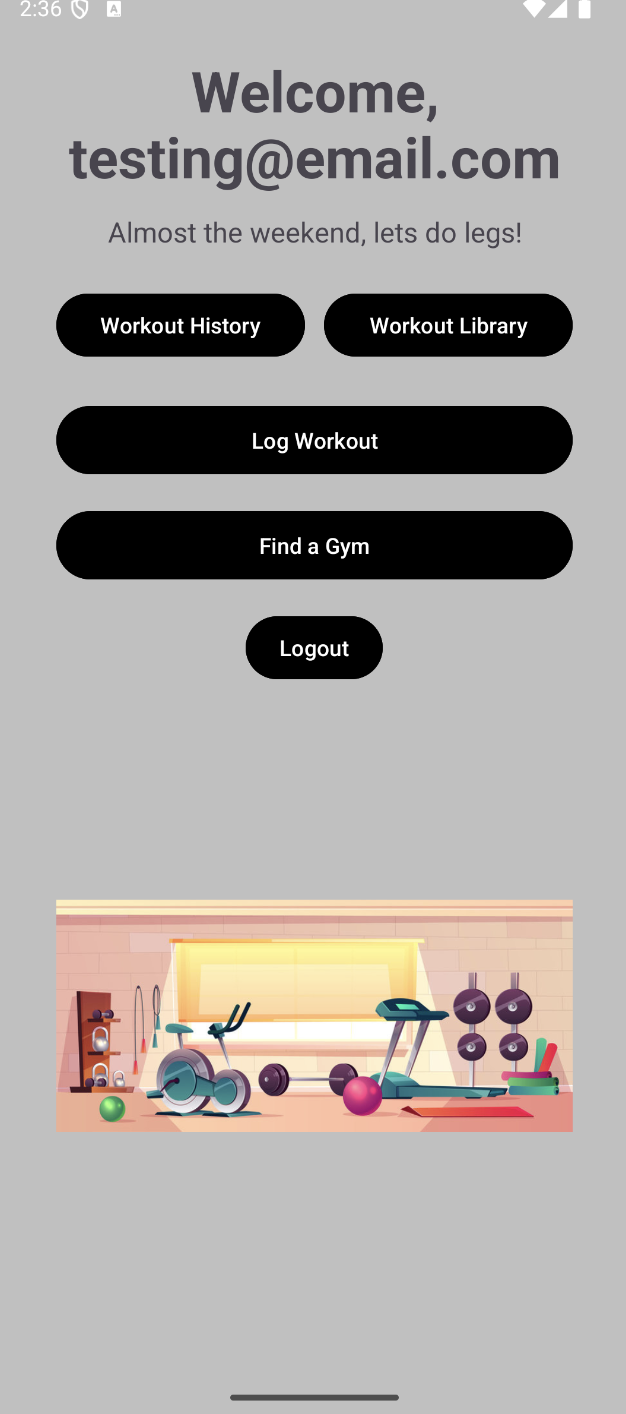 2:36
A
Welcome,
testing@email.com
Almost the weekend, lets do legs!
Workout History Workout Library
Log Workout
Find a Gym
Logout